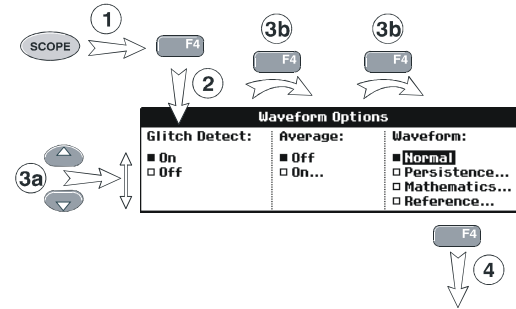 1
3b
3b
SCOPE
F4
F4
F4
2
Waveform Options
Glitch Detect:
Average:
Waveform:
On
Off
Off
On...
Normal
Persistence...
Mathematics...
Reference...
3a
F4
4